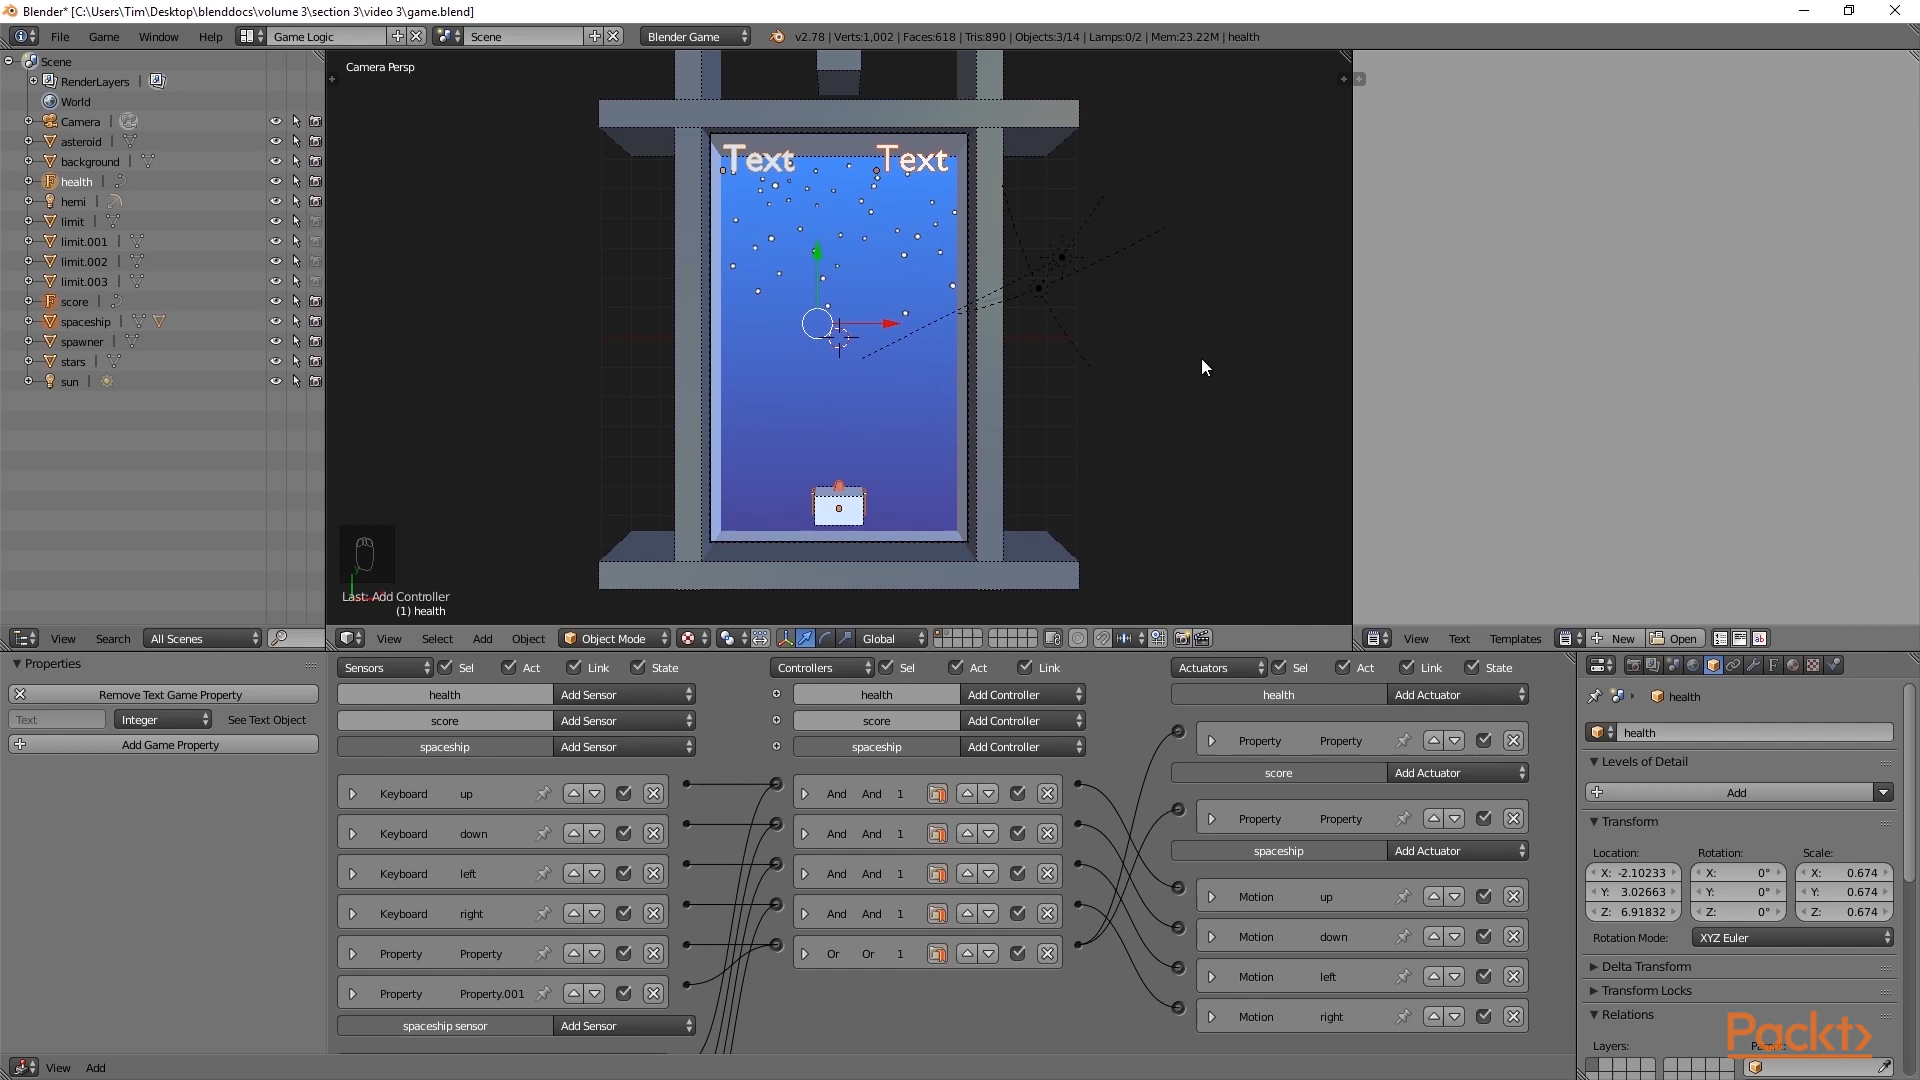 Blender* [C:\Users\Tim\Desktop\blenddocs\volume 3\section 3\video 3\game.blend]
File Game Window Help Game Logic Scene Blender Game v2.78 | Verts:1,002 | Faces:618 | Tris:890 | Objects:3/14 | Lamps:0/2 | Mem:23.22M | health
Scene
RenderLayers
World
Camera
asteroid
background
health
hemi
limit
limit.001
limit.002
limit.003
score
spaceship
spawner
stars
sun
Camera Persp
Text Text
Last: Add Controller
(1) health
View Search All Scenes
View Select Add Object Object Mode Global
View Text Templates New Open
Properties
Remove Text Game Property
Text Integer See Text Object
Add Game Property
Sensors Sel Act Link State
health Add Sensor
score Add Sensor
spaceship Add Sensor
Keyboard up
Keyboard down
Keyboard left
Keyboard right
Property Property
Property Property.001
spaceship sensor Add Sensor
Controllers Sel Act Link
health Add Controller
score Add Controller
spaceship Add Controller
And And 1
And And 1
And And 1
And And 1
Or Or 1
Actuators Sel Act Link State
health Add Actuator
Property Property
score Add Actuator
Property Property
spaceship Add Actuator
Motion up
Motion down
Motion left
Motion right
health
health
Levels of Detail
Add
Transform
Location: Rotation: Scale:
X: -2.10233 X: 0° X: 0.674
Y: 3.02663 Y: 0° Y: 0.674
Z: 6.91832 Z: 0° Z: 0.674
Rotation Mode: XYZ Euler
Delta Transform
Transform Locks
Relations
Layers: Parent:
Packt>
View Add